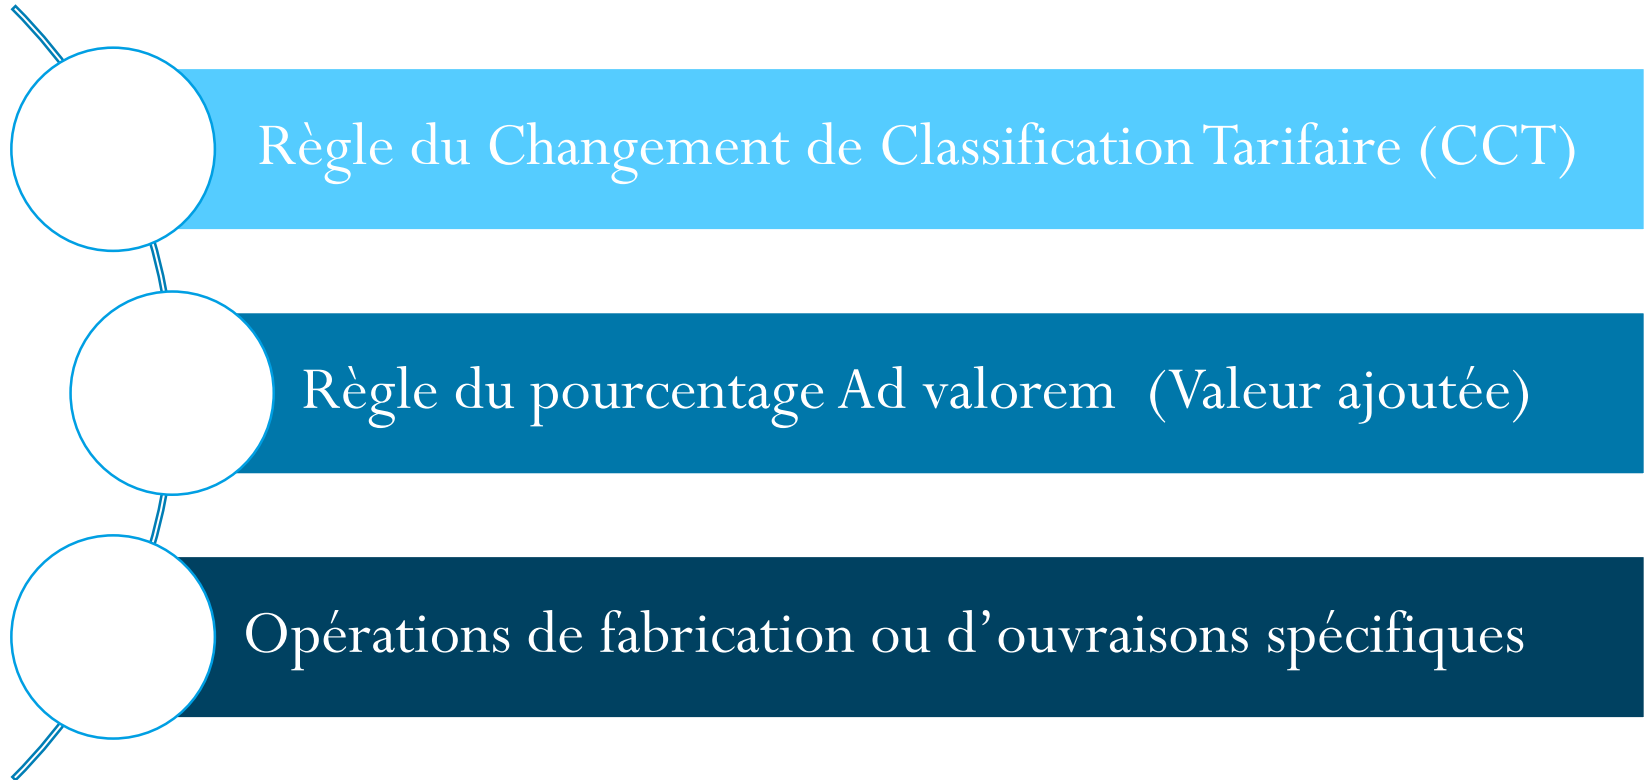 Règle du Changement de Classification Tarifaire (CCT)
Règle du pourcentage Ad valorem (Valeur ajoutée)
Opérations de fabrication ou d’ouvraisons spécifiques